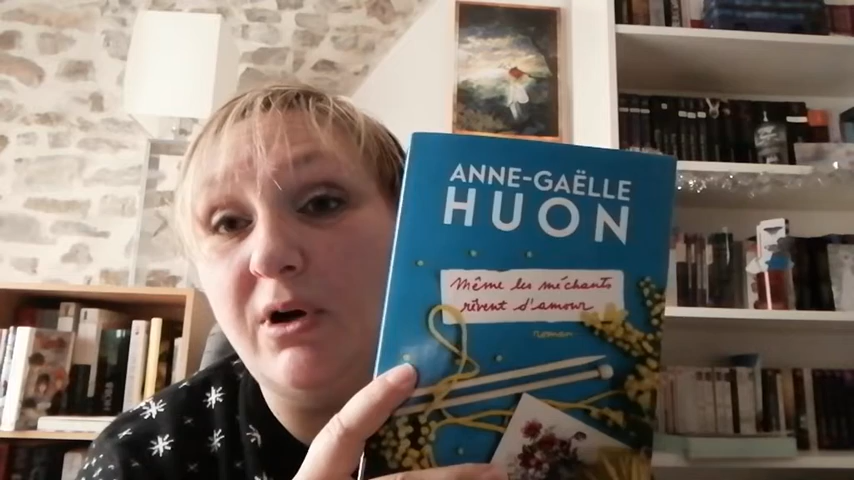 ANNE-GAËLLE
HUON
Même les méchants
rêvent d'amour
roman